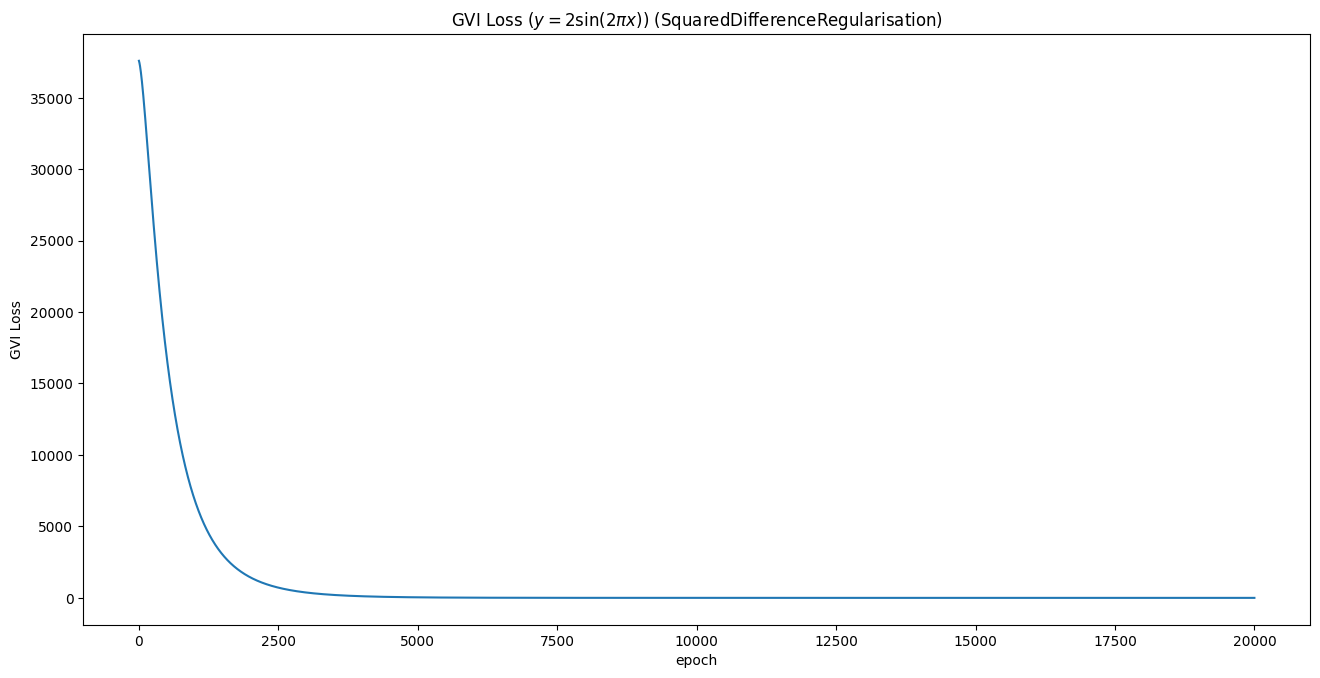 GVI Loss (y = 2sin(2πx)) (SquaredDifferenceRegularisation)
35000
30000
25000
20000
15000
10000
5000
0
GVI Loss
0 2500 5000 7500 10000 12500 15000 17500 20000
epoch